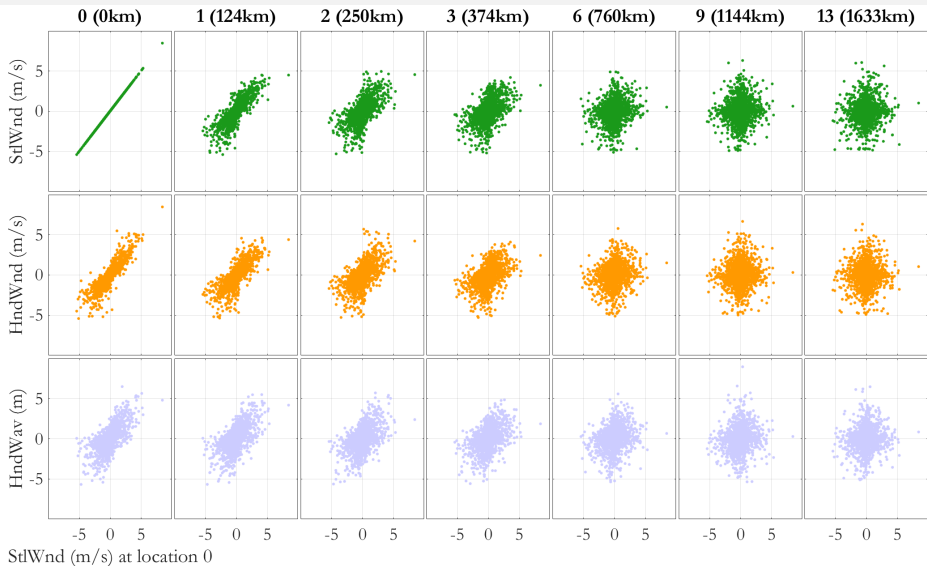 0 (0km) 1 (124km) 2 (250km) 3 (374km) 6 (760km) 9 (1144km) 13 (1633km)
StlWnd (m/s)
5
0
-5
HndWnd (m/s)
5
0
-5
HndWav (m)
5
0
-5
-5 0 5 -5 0 5 -5 0 5 -5 0 5 -5 0 5 -5 0 5 -5 0 5
StlWnd (m/s) at location 0